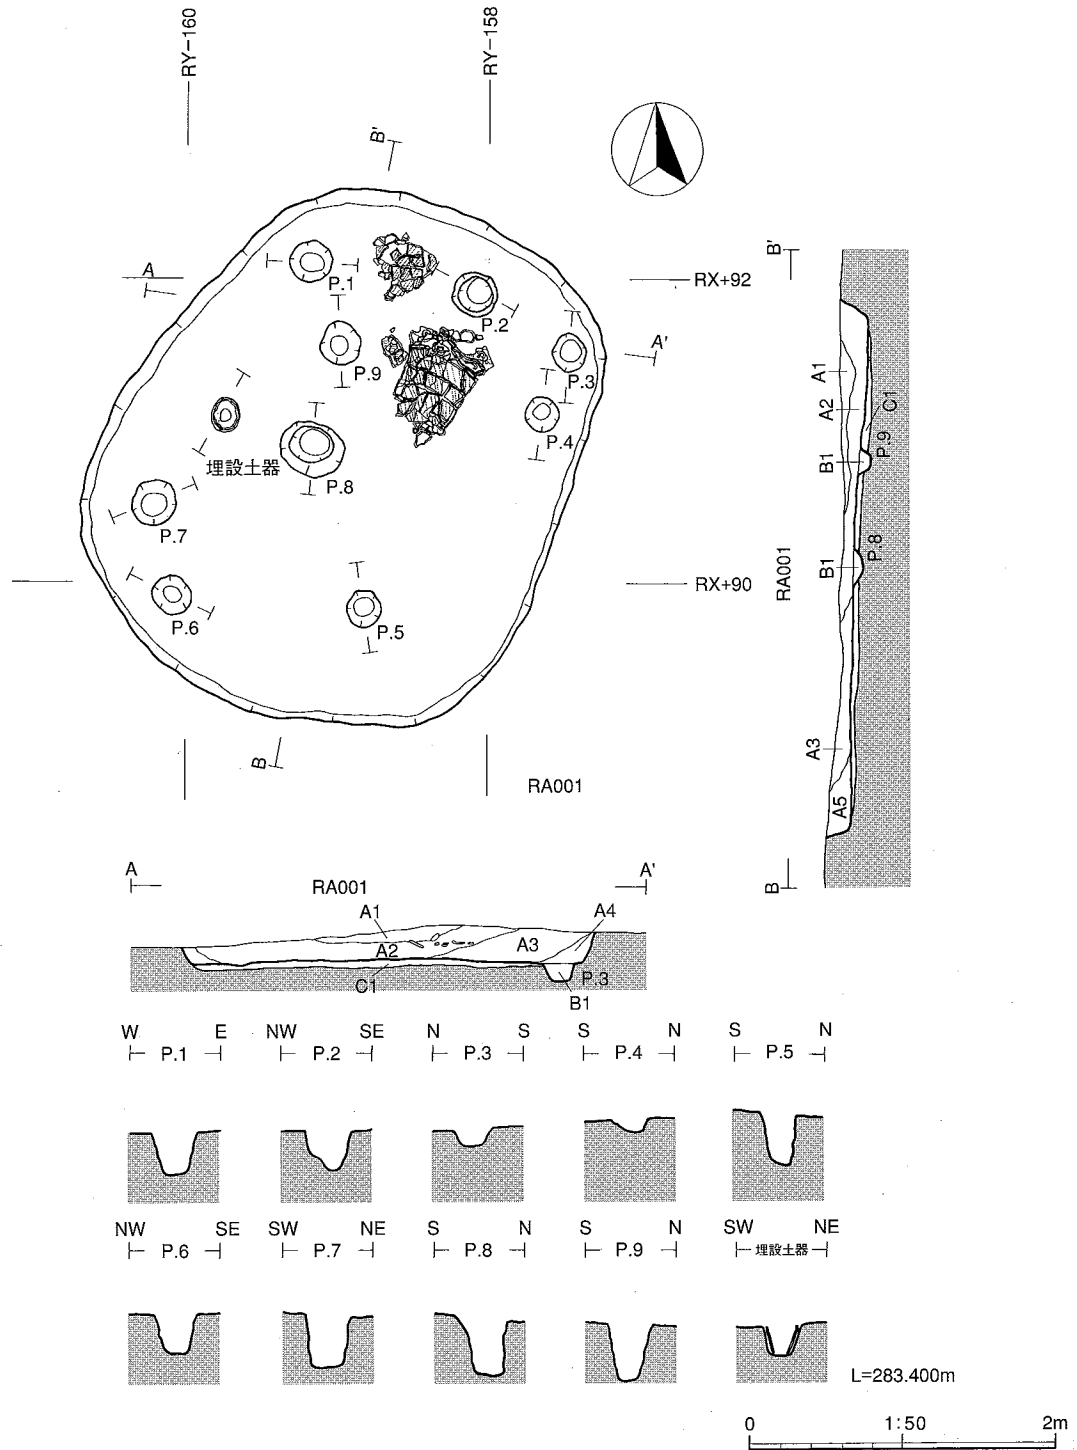 RY-160
RY-158
B'
A
RX+92
P.1
P.2
A'
P.9
P.3
P.4
埋設土器
P.8
P.7
RX+90
P.6
P.5
B
RA001
B'
A1
A2
C1
B1
P.9
B1
P.8
RA001
A3
A5
B
A
A'
RA001
A1
A4
A2
A3
C1
P.3
B1
W E NW SE N S S N S N
P.1 P.2 P.3 P.4 P.5
NW SE SW NE S N S N SW NE
P.6 P.7 P.8 P.9 埋設土器
L=283.400m
0 1:50 2m